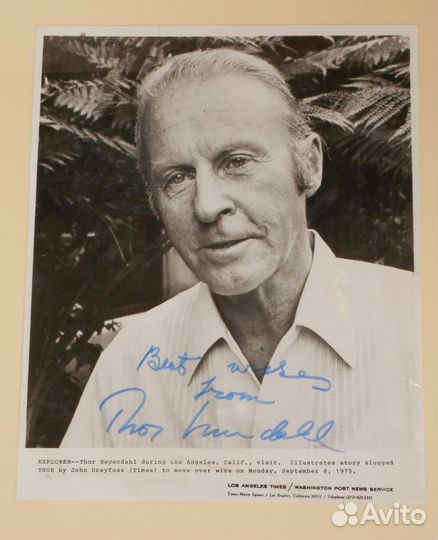 Best wishes
from
Thor Heyerdahl
EXPLORER--Thor Heyerdahl during Los Angeles, Calif., visit. Illustrates story slugged
THOR by John Dreyfuss (Times) to move over wire on Monday, September 8, 1975.
LOS ANGELES TIMES / WASHINGTON POST NEWS SERVICE
Times Mirror Square / Los Angeles, California 90053 / Telephone (213) 625-2345
Avito